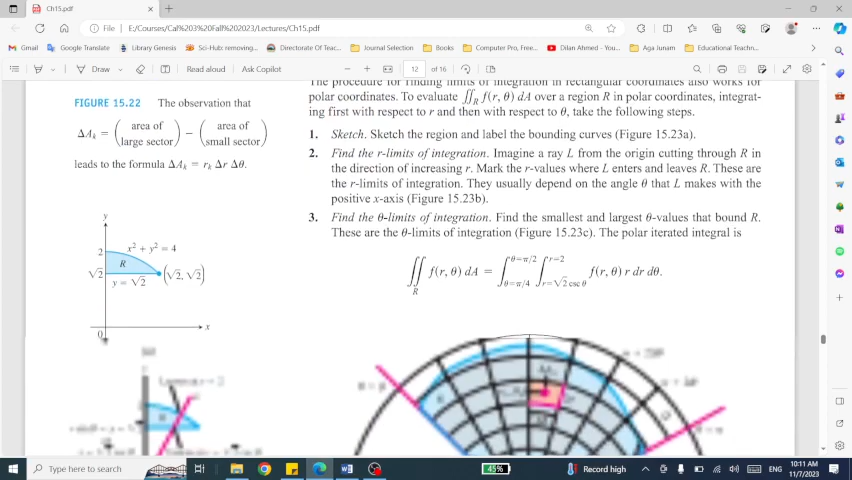 Ch15.pdf
File | E:/Courses/Cal%203%20Fall%202023/Lectures/Ch15.pdf
Gmail Google Translate Library Genesis Sci-Hub: removing... Directorate Of Teac... Journal Selection Books Computer Pro, Free... Dilan Ahmed - You... Aga Junam Educational Teachn...
Draw Read aloud Ask Copilot 12 of 16
The procedure for finding limits of integration in rectangular coordinates also works for
polar coordinates. To evaluate ∬_R f(r, θ) dA over a region R in polar coordinates, integrat-
ing first with respect to r and then with respect to θ, take the following steps.
1. Sketch. Sketch the region and label the bounding curves (Figure 15.23a).
2. Find the r-limits of integration. Imagine a ray L from the origin cutting through R in
the direction of increasing r. Mark the r-values where L enters and leaves R. These are
the r-limits of integration. They usually depend on the angle θ that L makes with the
positive x-axis (Figure 15.23b).
3. Find the θ-limits of integration. Find the smallest and largest θ-values that bound R.
These are the θ-limits of integration (Figure 15.23c). The polar iterated integral is
∬_R f(r, θ) dA = ∫_{θ=π/4}^{θ=π/2} ∫_{r=√2 csc θ}^{r=2} f(r, θ) r dr dθ.
FIGURE 15.22 The observation that
ΔA_k = (area of large sector) − (area of small sector)
leads to the formula ΔA_k = r_k Δr Δθ.
y
2
x² + y² = 4
R
√2
(√2, √2)
y = √2
x
0
Type here to search
45%
Record high
ENG
10:11 AM
11/7/2023